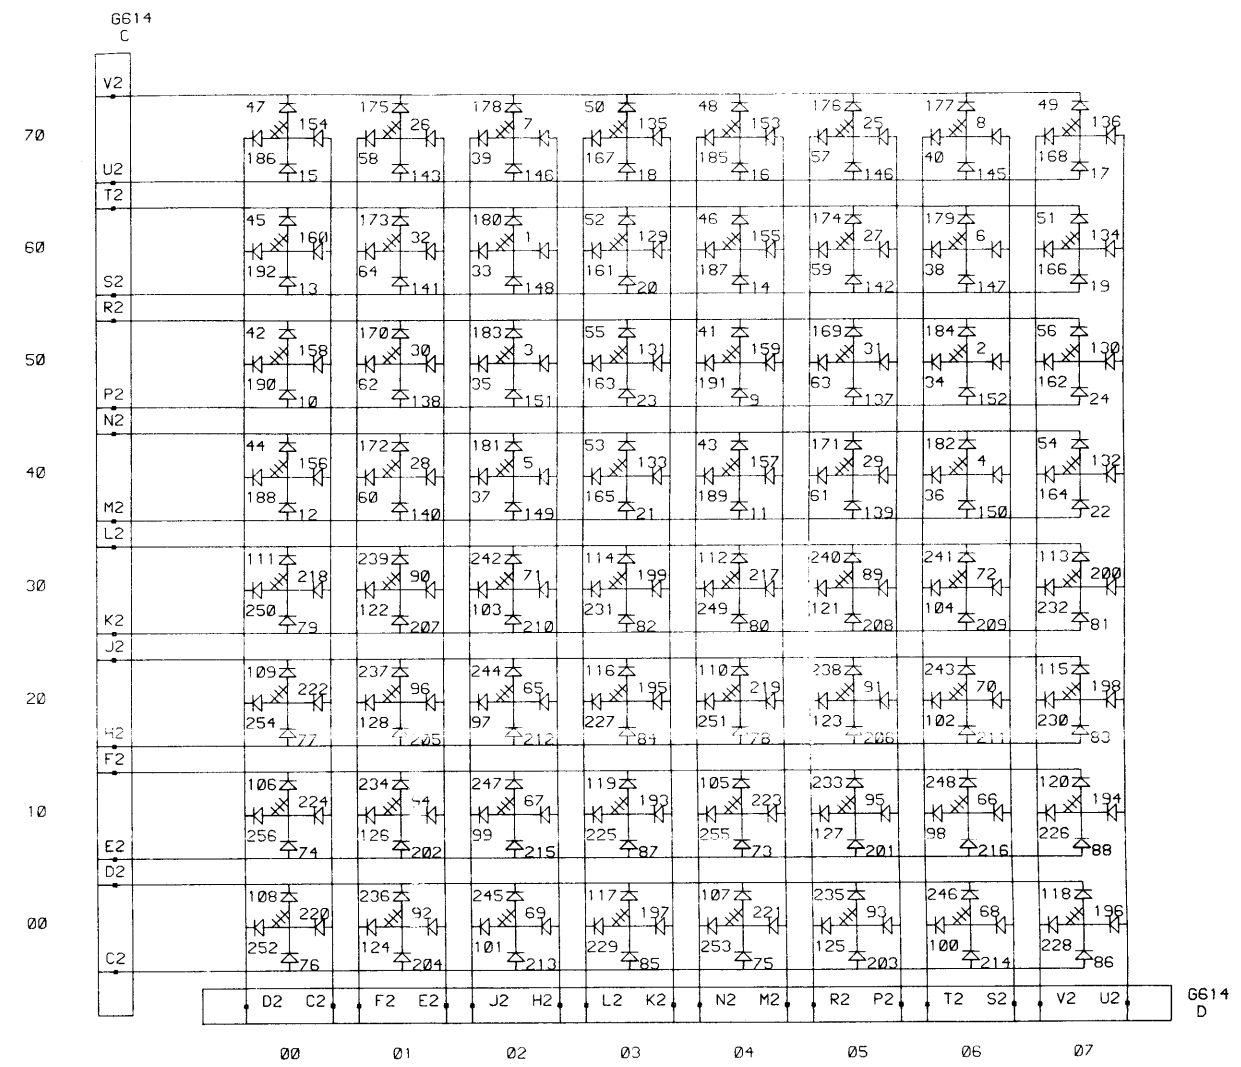 G614
C
V2
47 175 178 50 48 176 177 49
70 154 26 7 135 153 25 8 136
186 58 39 167 185 57 40 168
U2 15 143 146 18 16 146 145 17
T2
45 173 180 52 46 174 179 51
60 160 32 1 129 155 27 6 134
192 64 33 161 187 59 38 166
S2 13 141 148 20 14 142 147 19
R2
42 170 183 55 41 169 184 56
50 158 30 3 131 159 31 2 130
190 62 35 163 191 63 34 162
P2 10 138 151 23 9 137 152 24
N2
44 172 181 53 43 171 182 54
40 156 28 5 133 157 29 4 132
188 60 37 165 189 61 36 164
M2 12 140 149 21 11 139 150 22
L2
111 239 242 114 112 240 241 113
30 218 90 71 199 217 89 72 200
250 122 103 231 249 121 104 232
K2 79 207 210 82 80 208 209 81
J2
109 237 244 116 110 238 243 115
20 222 96 65 195 219 91 70 198
254 128 97 227 251 123 102 230
H2 77 205 212 84 78 206 211 83
F2
106 234 247 119 105 233 248 120
10 224 94 67 193 223 95 66 194
256 126 99 225 255 127 98 226
E2 74 202 215 87 73 201 216 88
D2
108 236 245 117 107 235 246 118
00 220 92 69 197 221 93 68 196
252 124 101 229 253 125 100 228
C2 76 204 213 85 75 203 214 86
D2 C2 F2 E2 J2 H2 L2 K2 N2 M2 R2 P2 T2 S2 V2 U2
G614
D
00 01 02 03 04 05 06 07